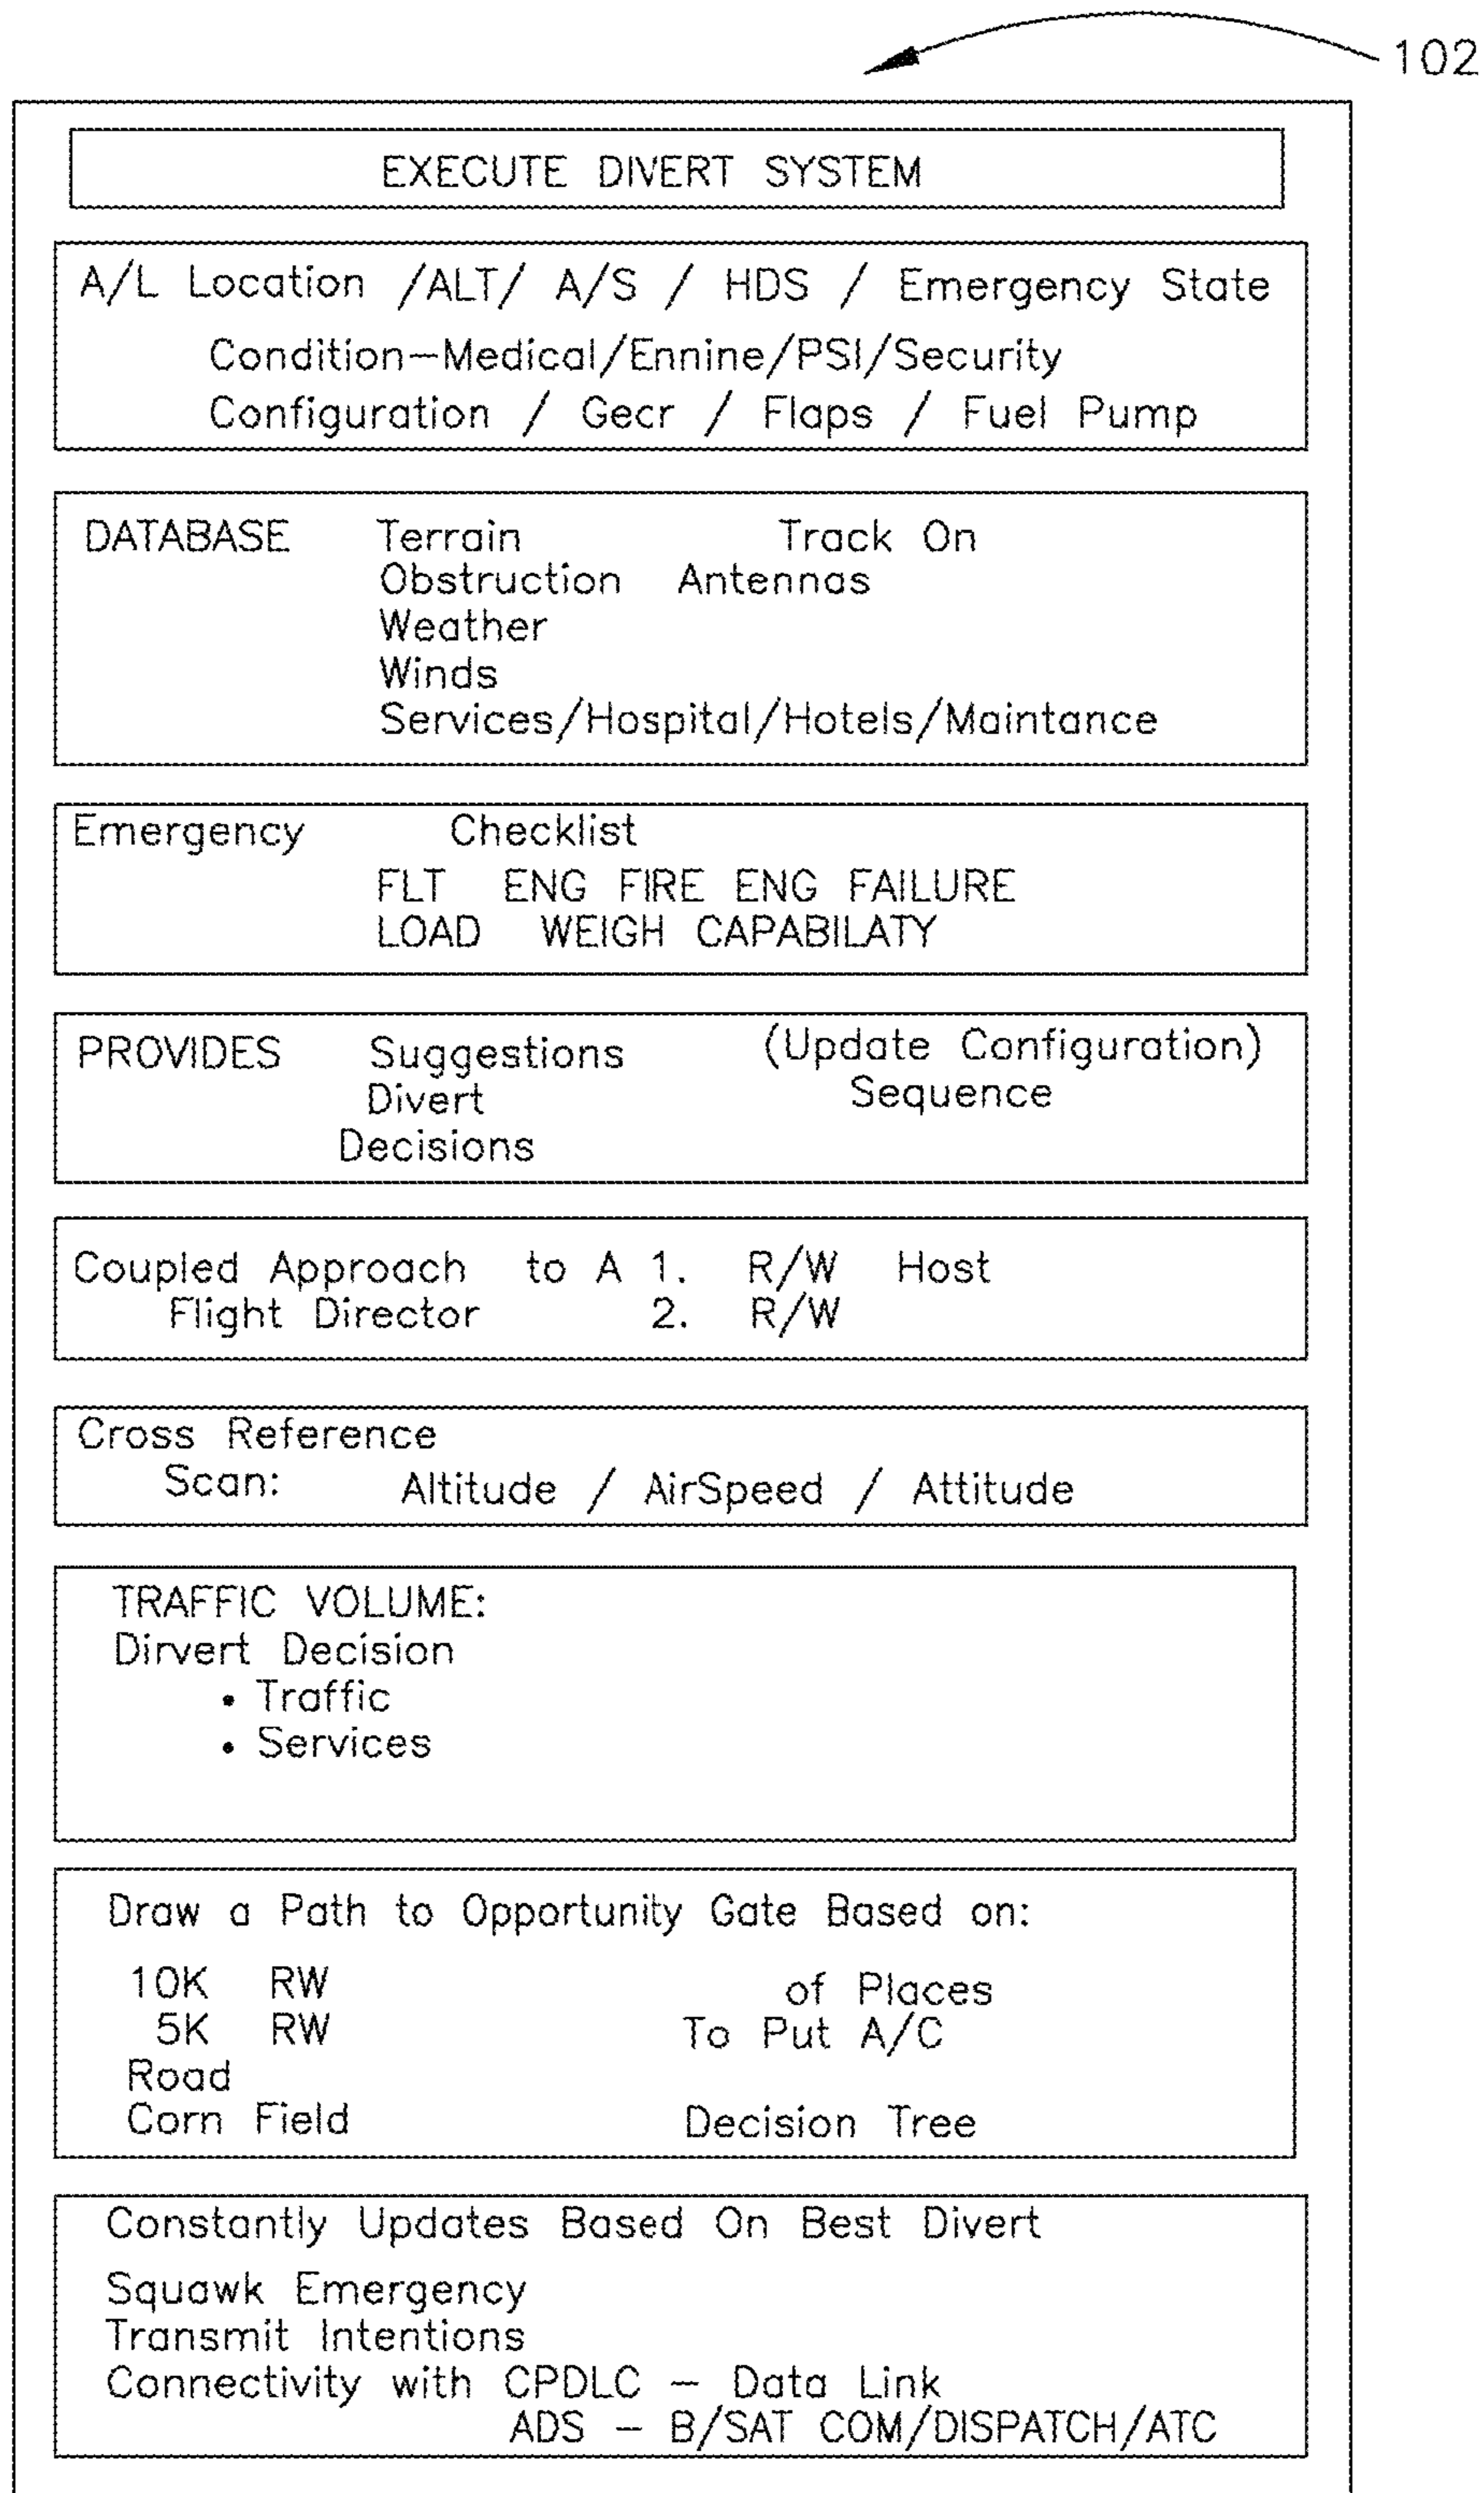 102
EXECUTE DIVERT SYSTEM
A/L Location /ALT/ A/S / HDS / Emergency State
Condition-Medical/Ennine/PSI/Security
Configuration / Gecr / Flaps / Fuel Pump
DATABASE Terrain Track On
Obstruction Antennas
Weather
Winds
Services/Hospital/Hotels/Maintance
Emergency Checklist
FLT ENG FIRE ENG FAILURE
LOAD WEIGH CAPABILATY
PROVIDES Suggestions (Update Configuration)
Divert Sequence
Decisions
Coupled Approach to A 1. R/W Host
Flight Director 2. R/W
Cross Reference
Scan: Altitude / AirSpeed / Attitude
TRAFFIC VOLUME:
Dirvert Decision
• Traffic
• Services
Draw a Path to Opportunity Gate Based on:
10K RW of Places
5K RW To Put A/C
Road
Corn Field Decision Tree
Constantly Updates Based On Best Divert
Squawk Emergency
Transmit Intentions
Connectivity with CPDLC – Data Link
ADS – B/SAT COM/DISPATCH/ATC